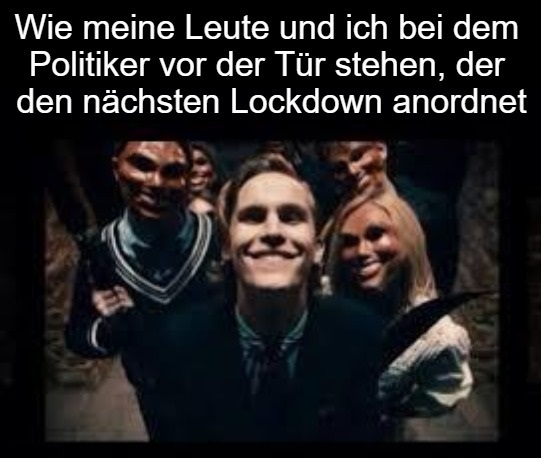 Wie meine Leute und ich bei dem
Politiker vor der Tür stehen, der
den nächsten Lockdown anordnet